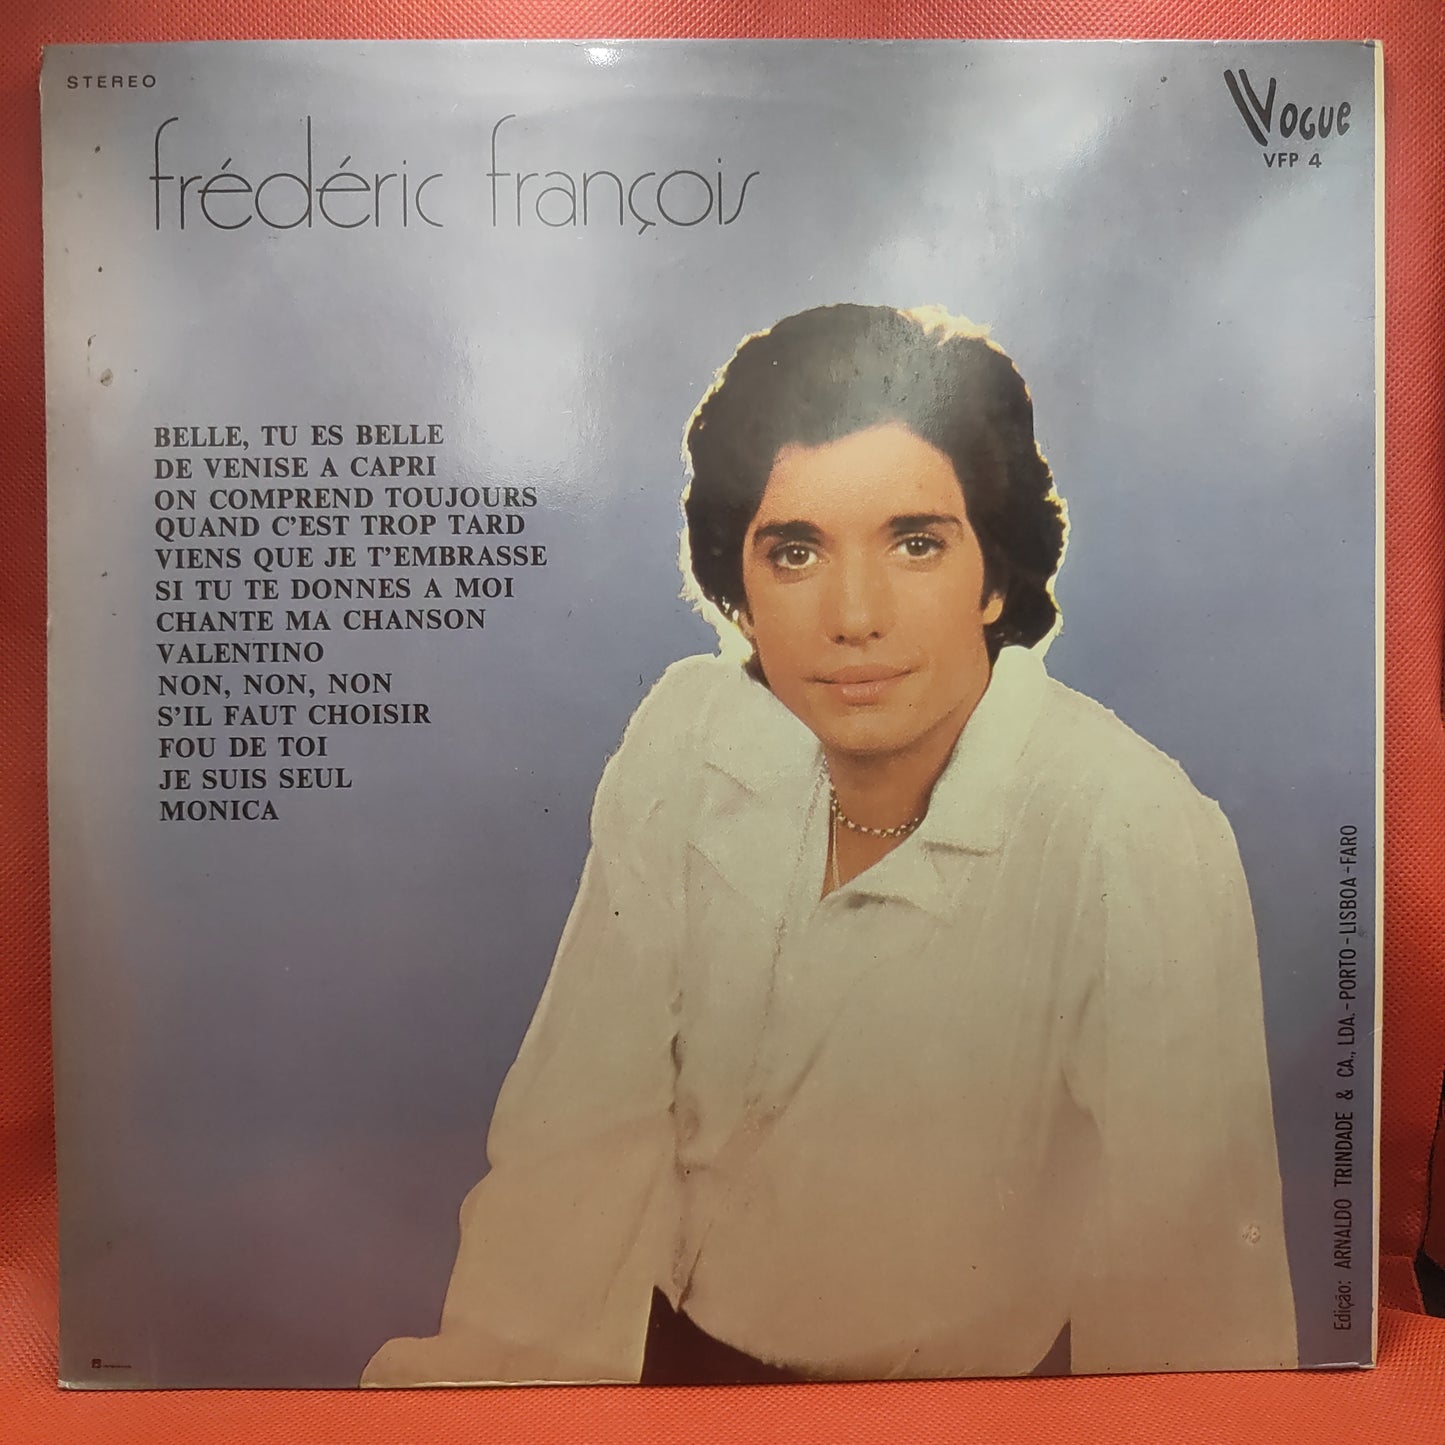 STEREO
VOGUE
VFP 4
frédéric françois
BELLE, TU ES BELLE
DE VENISE A CAPRI
ON COMPREND TOUJOURS
QUAND C'EST TROP TARD
VIENS QUE JE T'EMBRASSE
SI TU TE DONNES A MOI
CHANTE MA CHANSON
VALENTINO
NON, NON, NON
S'IL FAUT CHOISIR
FOU DE TOI
JE SUIS SEUL
MONICA
Edição: ARNALDO TRINDADE & CA., LDA. - PORTO - LISBOA - FARO